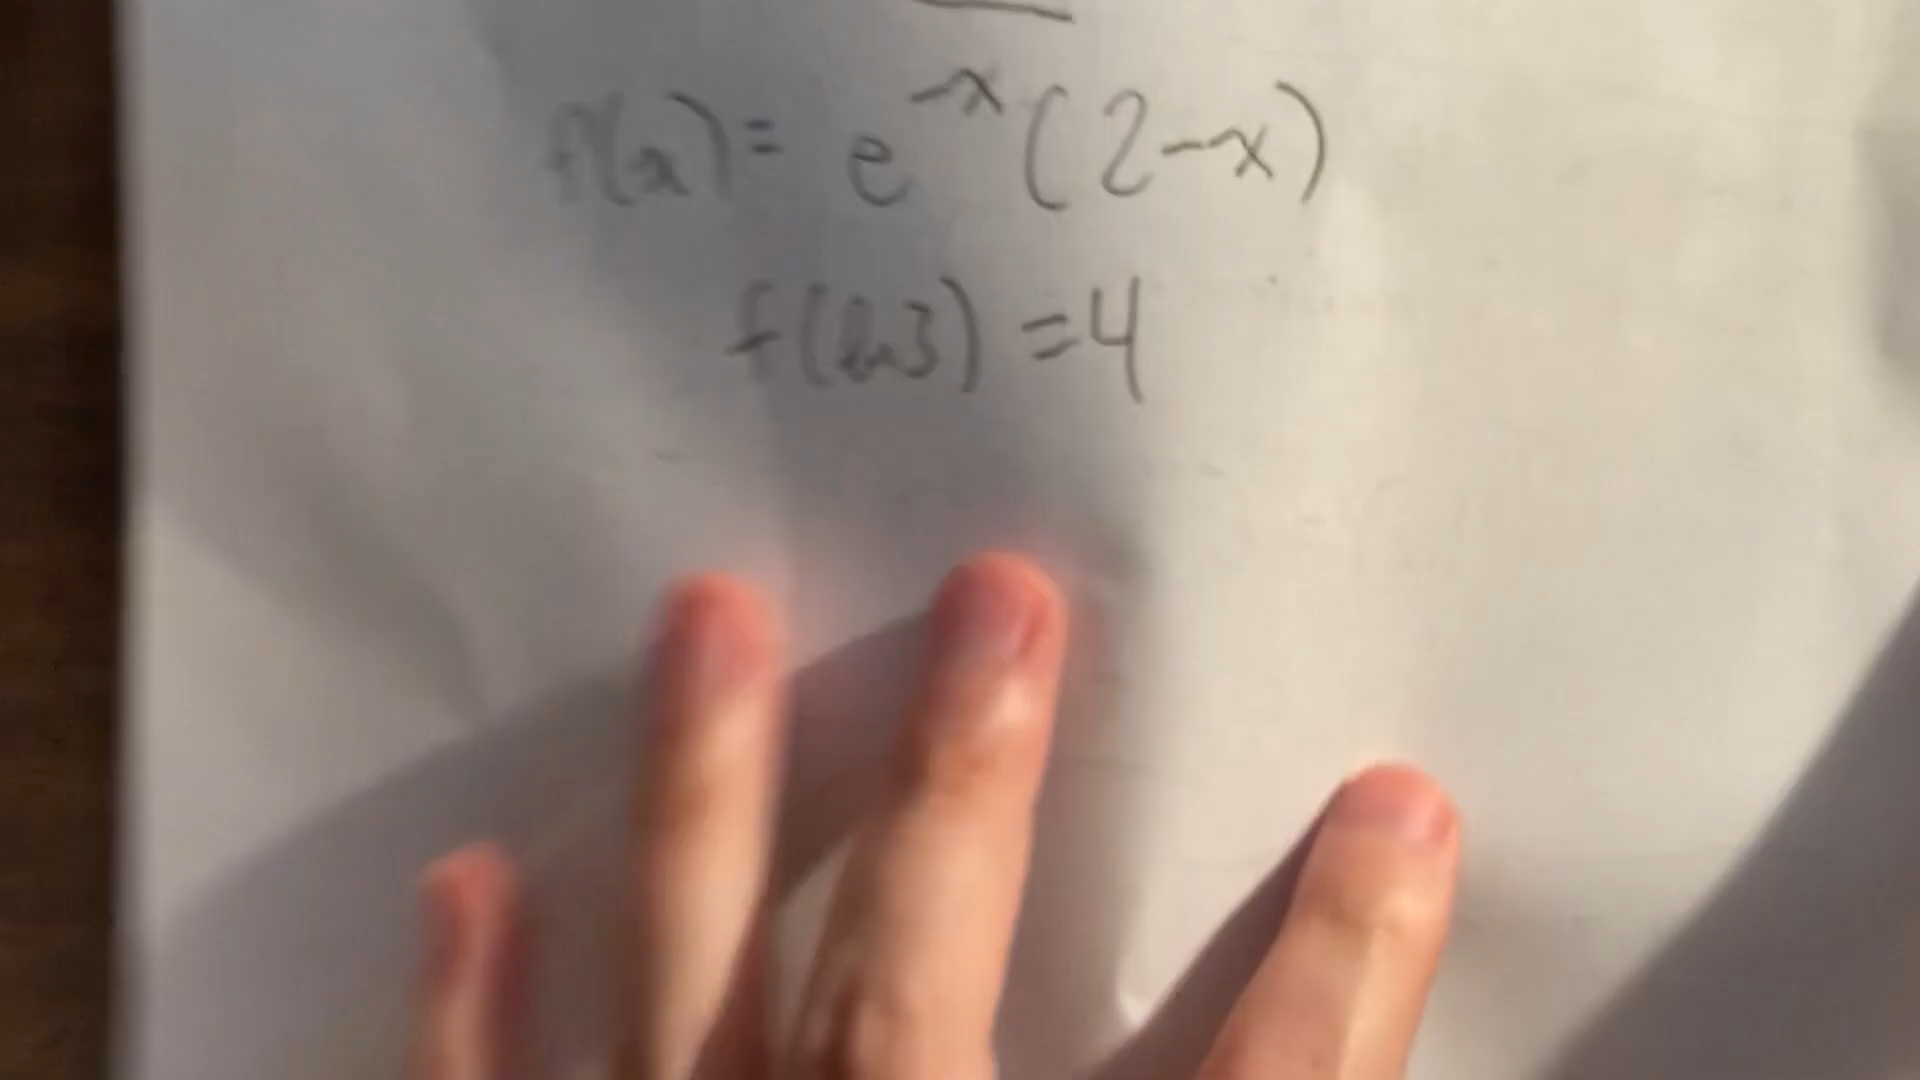 f(x) = e^-x (2-x)
f(ln3) = 4